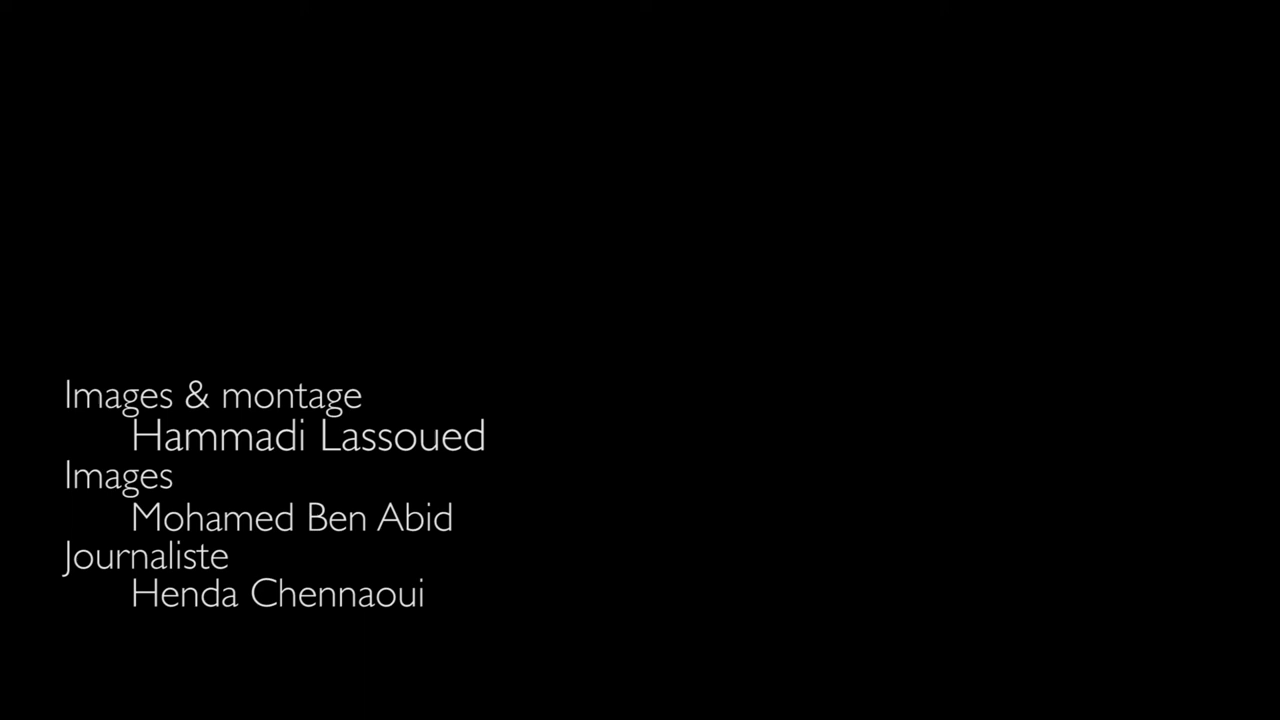 Images & montage
Hammadi Lassoued
Images
Mohamed Ben Abid
Journaliste
Henda Chennaoui